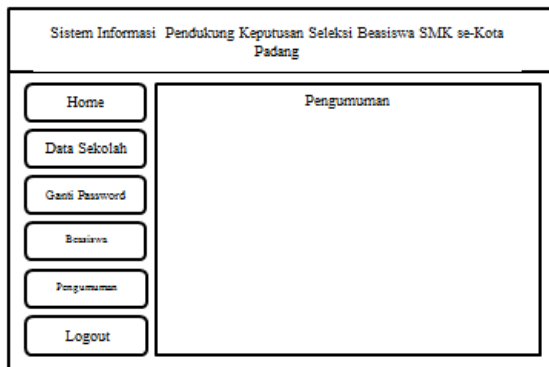 Sistem Informasi Pendukung Keputusan Seleksi Beasiswa SMK se-Kota
Padang
Home
Pengumuman
Data Sekolah
Ganti Password
Beasiswa
Pengumuman
Logout